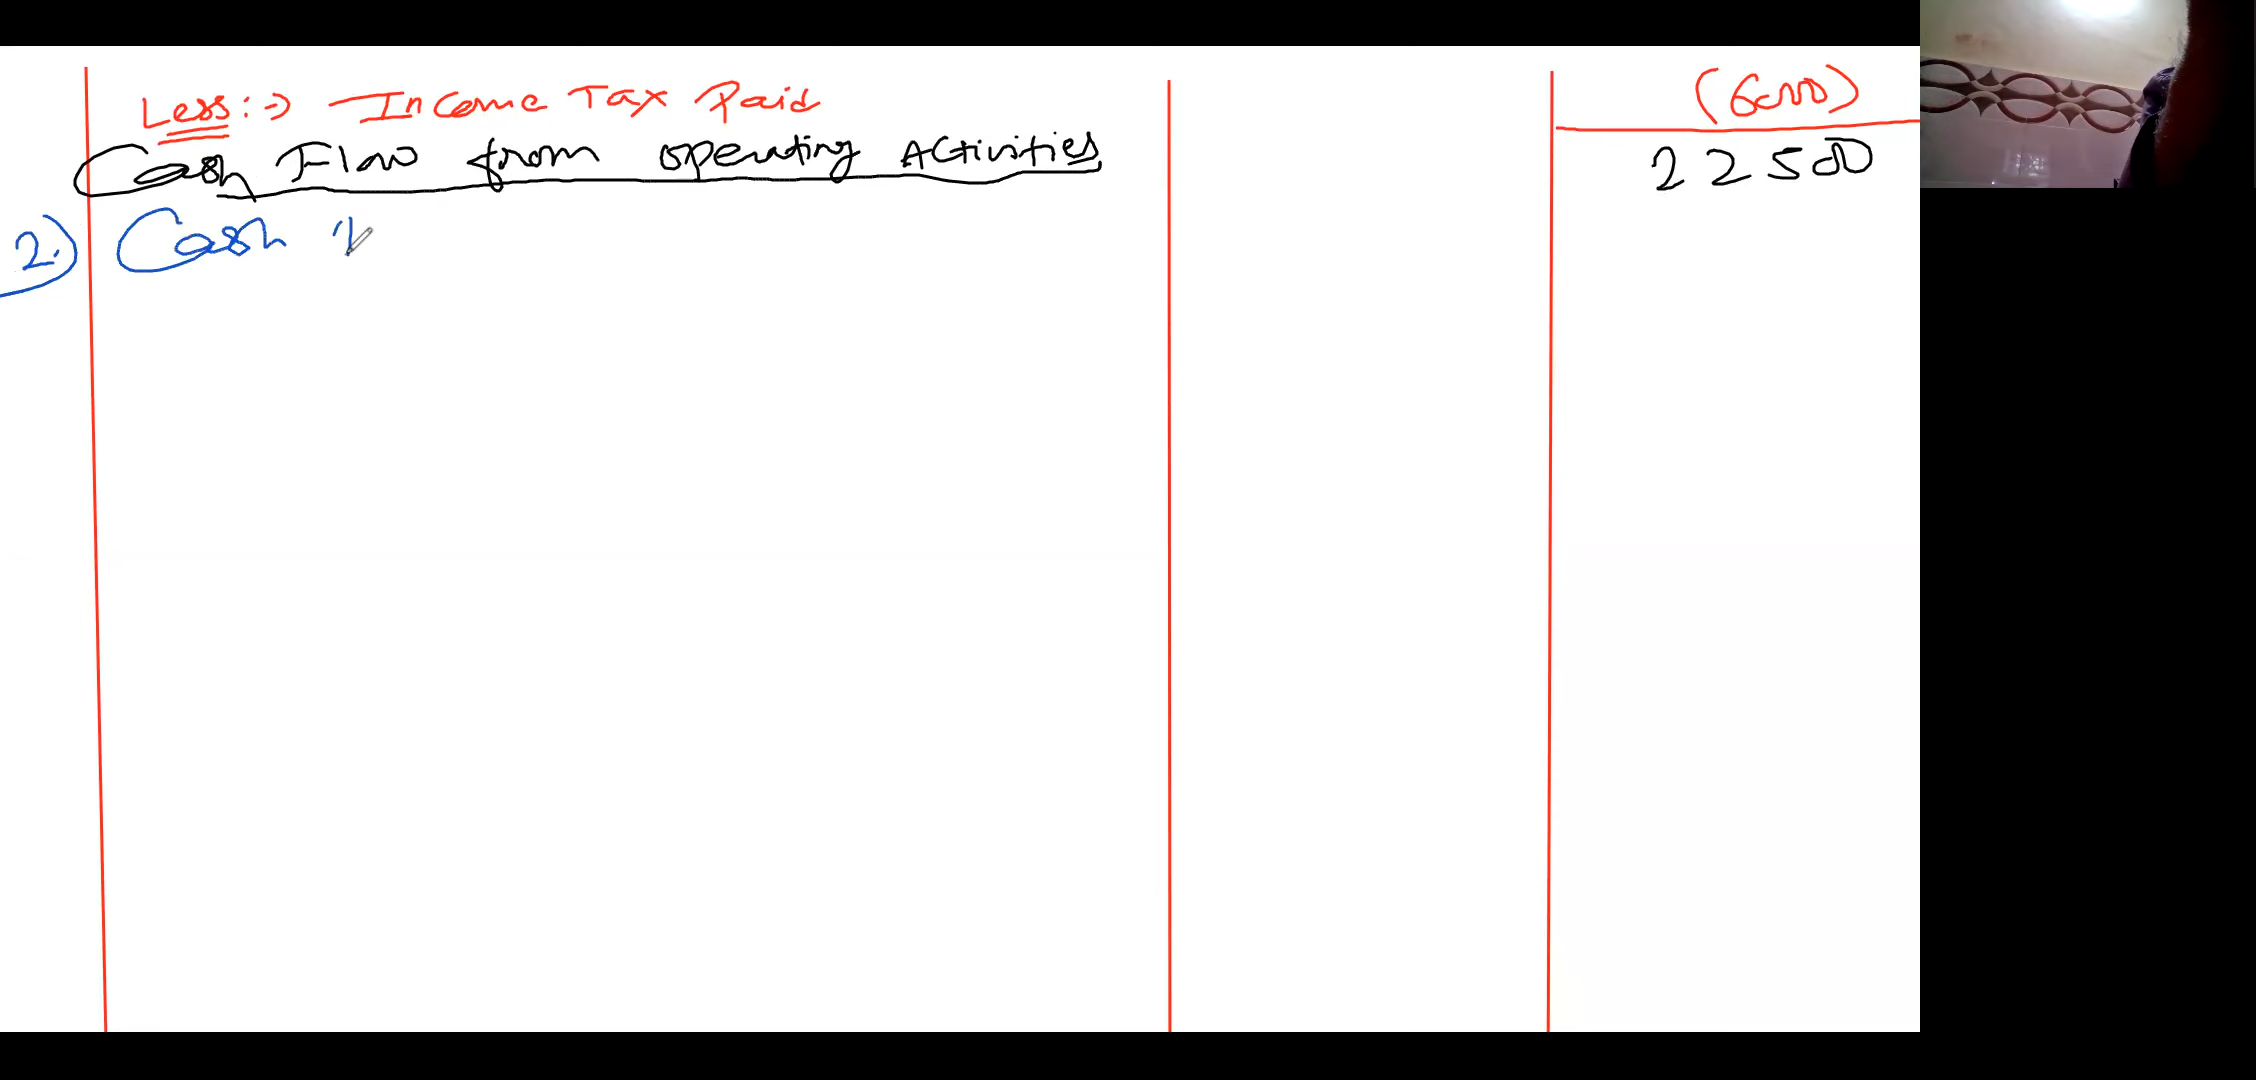 Less:→ Income Tax Paid (6000)
Cash Flow from operating Activities 22500
2.) Cash